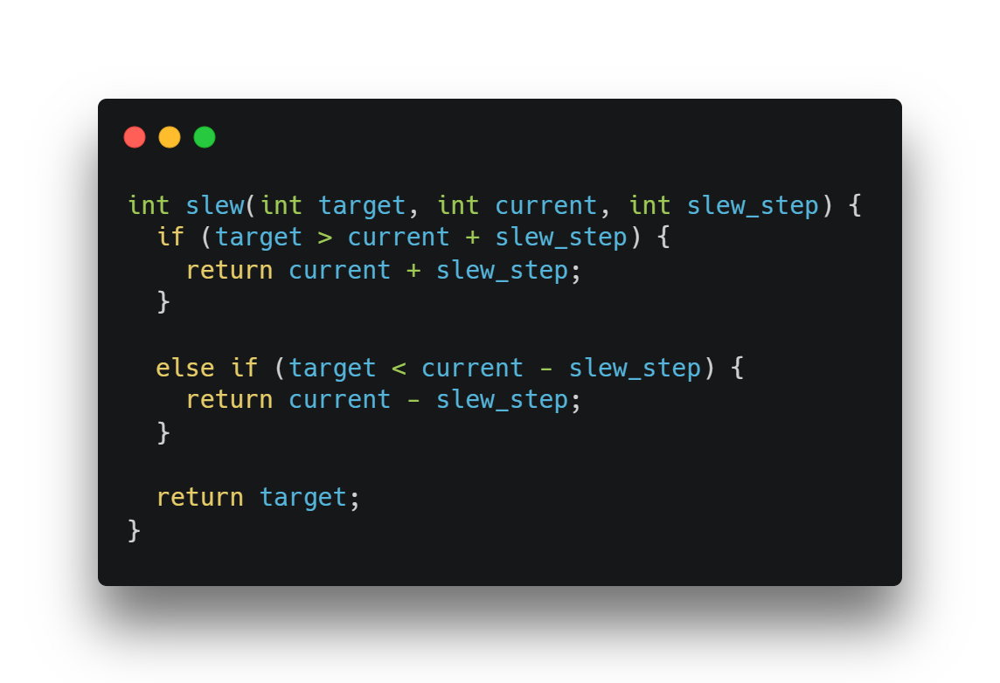 int slew(int target, int current, int slew_step) {
  if (target > current + slew_step) {
    return current + slew_step;
  }

  else if (target < current - slew_step) {
    return current - slew_step;
  }

  return target;
}